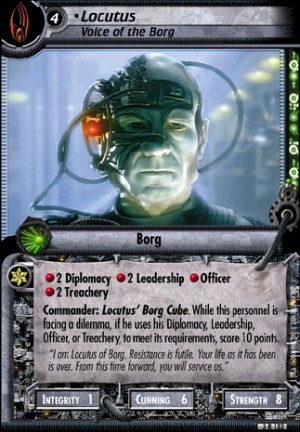 4 • Locutus
Voice of the Borg
Borg
2 Diplomacy 2 Leadership Officer
2 Treachery
Commander: Locutus' Borg Cube. While this personnel is
facing a dilemma, if he uses his Diplomacy, Leadership,
Officer, or Treachery, to meet its requirements, score 10 points.
"I am Locutus of Borg. Resistance is futile. Your life as it has been
is over. From this time forward, you will service us."
Integrity 1 Cunning 6 Strength 8